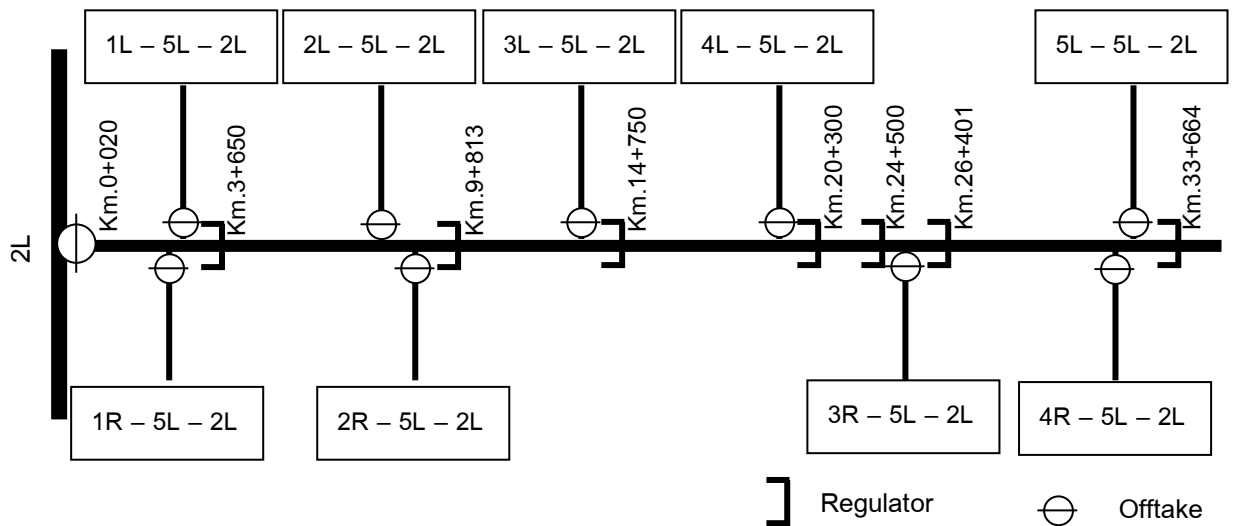 1L – 5L – 2L
2L – 5L – 2L
3L – 5L – 2L
4L – 5L – 2L
5L – 5L – 2L
2L
Km.0+020
Km.3+650
Km.9+813
Km.14+750
Km.20+300
Km.24+500
Km.26+401
Km.33+664
1R – 5L – 2L
2R – 5L – 2L
3R – 5L – 2L
4R – 5L – 2L
Regulator
Offtake